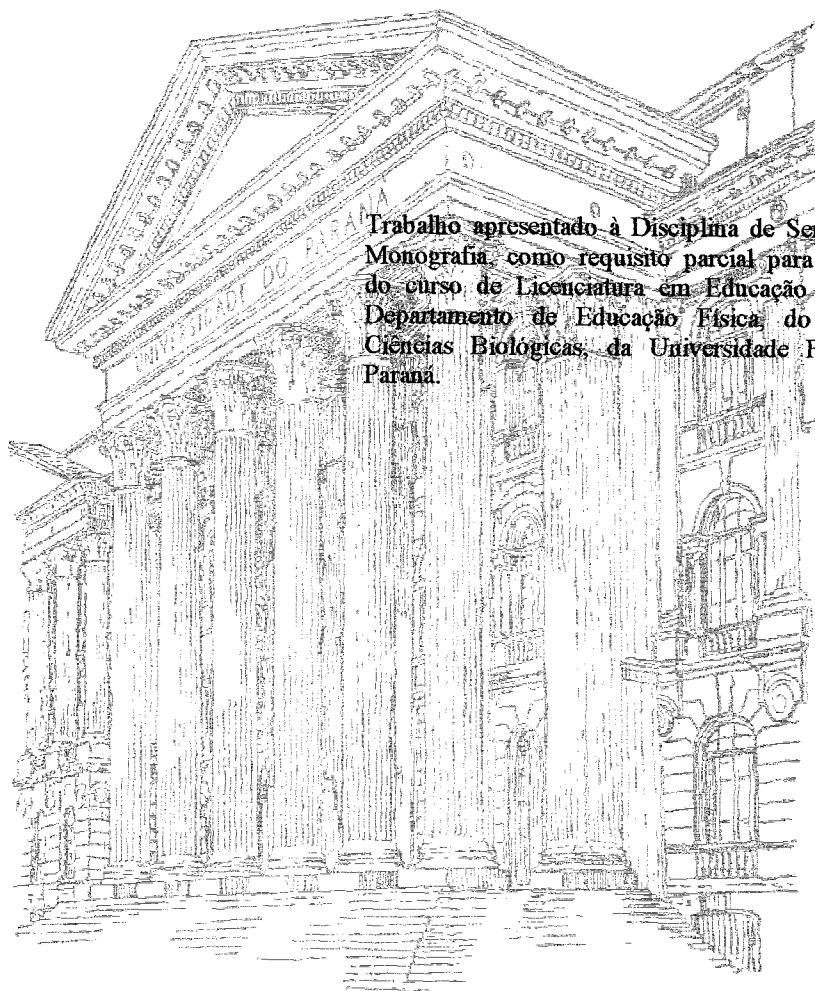 UNIVERSIDADE DO PARANÁ
Trabalho apresentado à Disciplina de
Monografia, como requisito parcial para
do curso de Licenciatura em Educação
Departamento de Educação Física, do
Ciências Biológicas, da Universidade
Paraná.